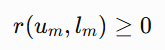 r(u_m, l_m) ≥ 0